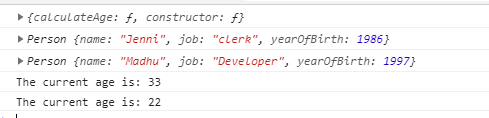 ▶ {calculateAge: ƒ, constructor: ƒ}
▶ Person {name: "Jenni", job: "clerk", yearOfBirth: 1986}
▶ Person {name: "Madhu", job: "Developer", yearOfBirth: 1997}
The current age is: 33
The current age is: 22